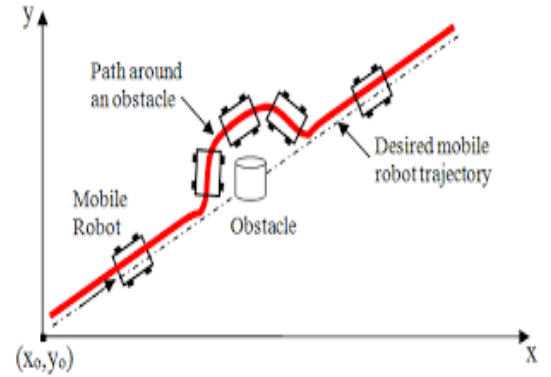 y
Path around
an obstacle
Desired mobile
robot trajectory
Mobile
Robot
Obstacle
(x₀,y₀)
x